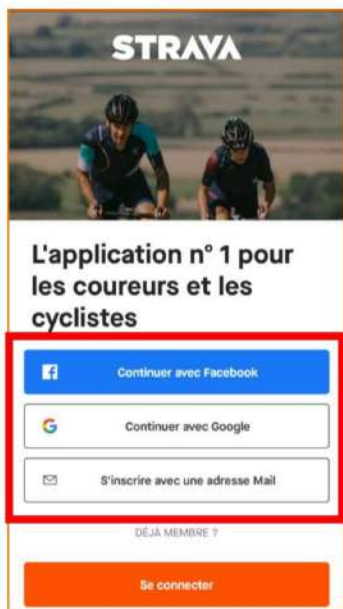 STRAVA
L'application n° 1 pour
les coureurs et les
cyclistes
Continuer avec Facebook
Continuer avec Google
S'inscrire avec une adresse Mail
DÉJÀ MEMBRE ?
Se connecter